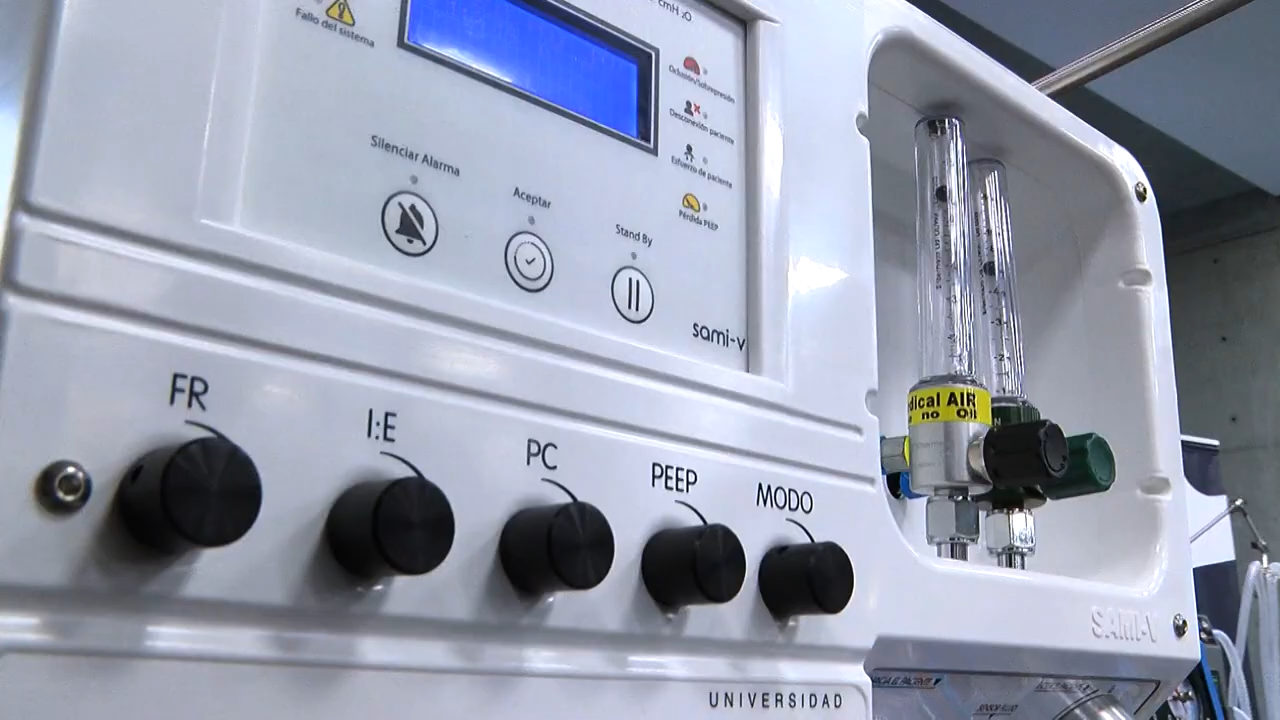 cmH2O
Fallo del sistema
Oclusión/Sobrepresión
Desconexión paciente
Esfuerzo de paciente
Pérdida PEEP
Silenciar Alarma
Aceptar
Stand By
sami-v
FR
I:E
PC
PEEP
MODO
dical AIR
no Oil
SAMI-V
UNIVERSIDAD